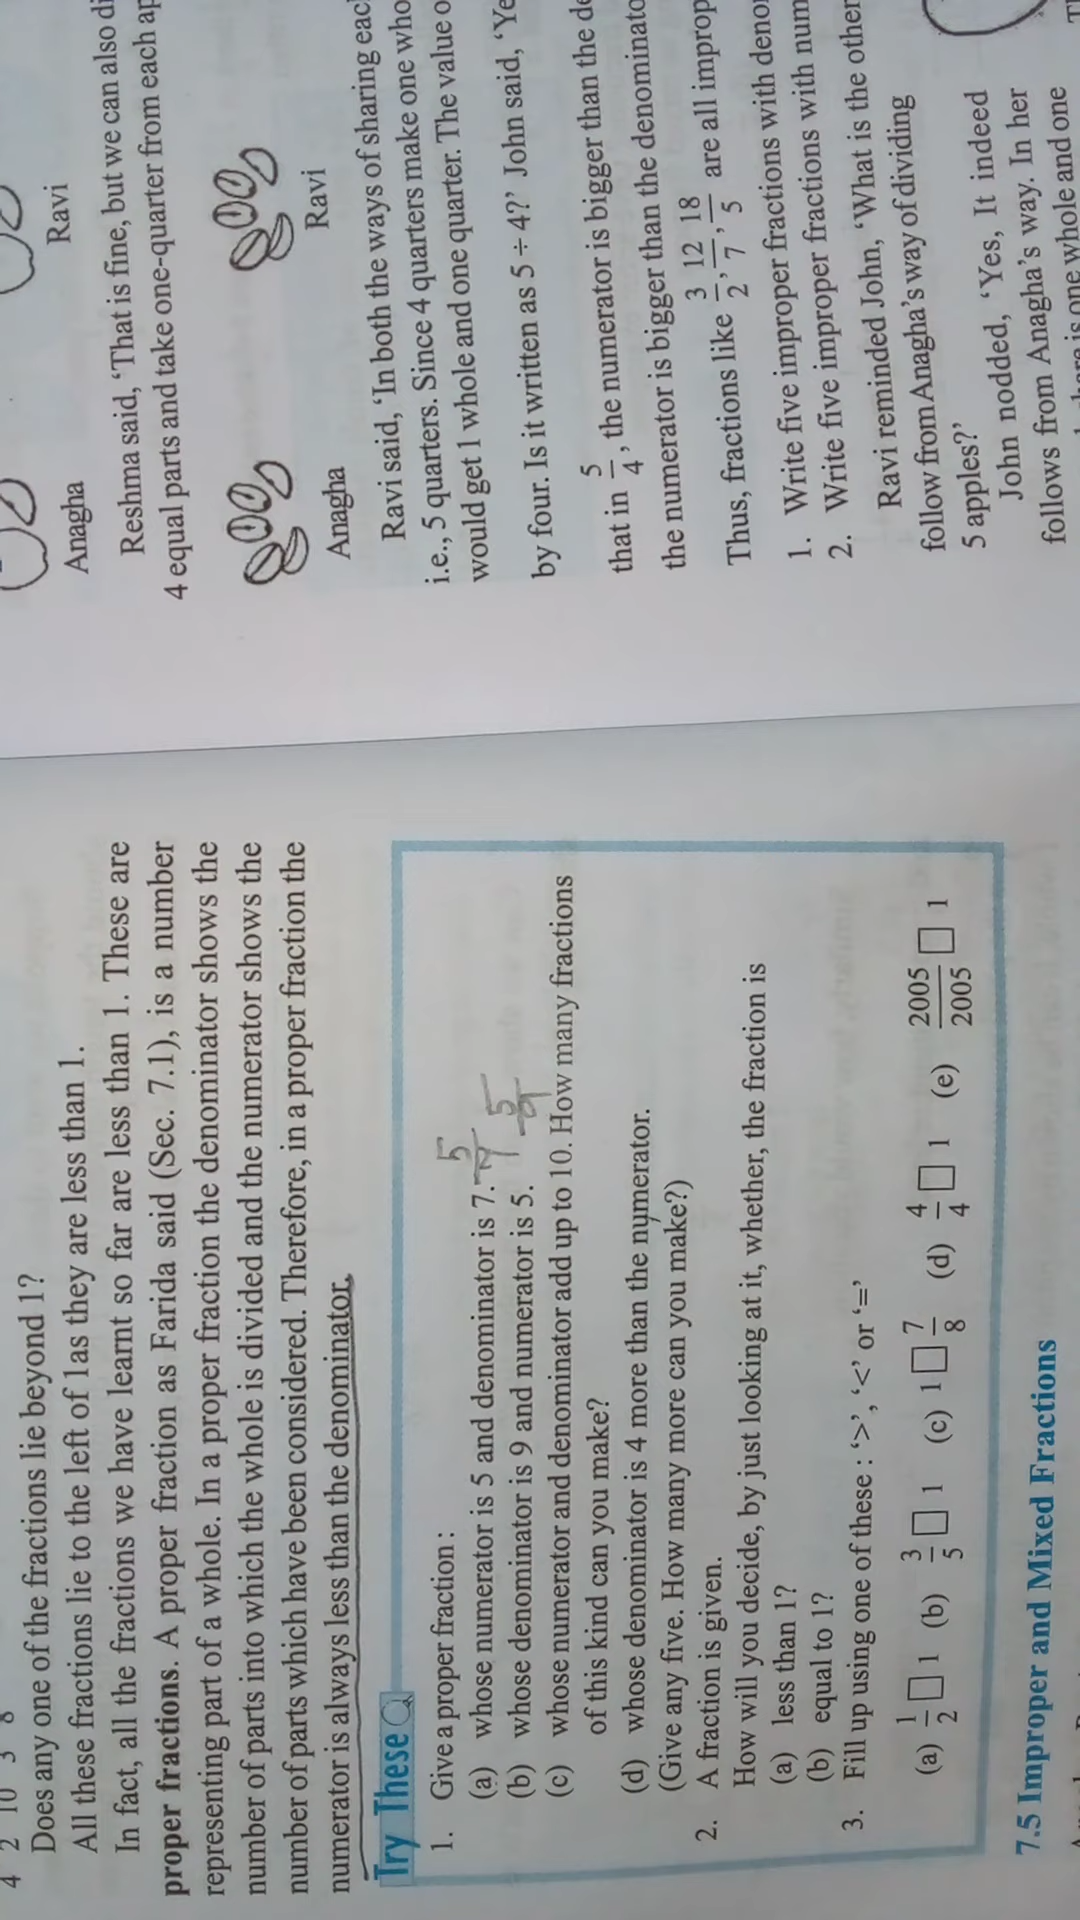 4 2 10 3 8
Does any one of the fractions lie beyond 1?
All these fractions lie to the left of 1as they are less than 1.
In fact, all the fractions we have learnt so far are less than 1. These are
proper fractions. A proper fraction as Farida said (Sec. 7.1), is a number
representing part of a whole. In a proper fraction the denominator shows the
number of parts into which the whole is divided and the numerator shows the
number of parts which have been considered. Therefore, in a proper fraction the
numerator is always less than the denominator.
Try These
1. Give a proper fraction :
(a) whose numerator is 5 and denominator is 7. 5/7
(b) whose denominator is 9 and numerator is 5. 5/9
(c) whose numerator and denominator add up to 10. How many fractions
of this kind can you make?
(d) whose denominator is 4 more than the numerator.
(Give any five. How many more can you make?)
2. A fraction is given.
How will you decide, by just looking at it, whether, the fraction is
(a) less than 1?
(b) equal to 1?
3. Fill up using one of these : ‘>’, ‘<’ or ‘=’
(a) 1/2 □ 1 (b) 3/5 □ 1 (c) 1 □ 7/8 (d) 4/4 □ 1 (e) 2005/2005 □ 1
7.5 Improper and Mixed Fractions
Anagha Ravi
Reshma said, ‘That is fine, but we can also
4 equal parts and take one-quarter from each
Anagha Ravi
Ravi said, ‘In both the ways of sharing
i.e., 5 quarters. Since 4 quarters make one
would get 1 whole and one quarter. The value
by four. Is it written as 5 ÷ 4?’ John said,
that in 5/4, the numerator is bigger than the
the numerator is bigger than the
Thus, fractions like 3/2, 12/7, 18/5 are all
1. Write five improper fractions with
2. Write five improper fractions with
Ravi reminded John, ‘What is the other
follow from Anagha’s way of dividing
5 apples?’
John nodded, ‘Yes, It indeed
follows from Anagha’s way. In her
is one whole and one